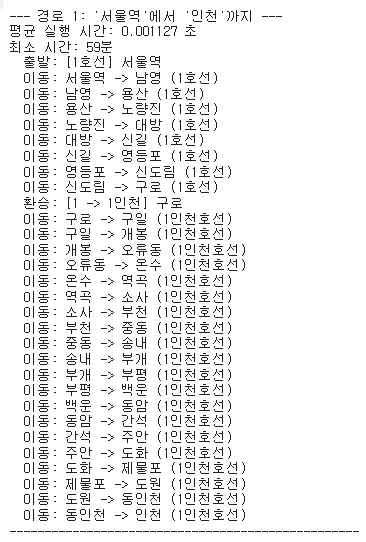 --- 경로 1: '서울역'에서 '인천'까지 ---
평균 실행 시간: 0.001127 초
최소 시간: 59분
출발: [1호선] 서울역
이동: 서울역 -> 남영 (1호선)
이동: 남영 -> 용산 (1호선)
이동: 용산 -> 노량진 (1호선)
이동: 노량진 -> 대방 (1호선)
이동: 대방 -> 신길 (1호선)
이동: 신길 -> 영등포 (1호선)
이동: 영등포 -> 신도림 (1호선)
이동: 신도림 -> 구로 (1호선)
환승: [1 -> 1인천] 구로
이동: 구로 -> 구일 (1인천호선)
이동: 구일 -> 개봉 (1인천호선)
이동: 개봉 -> 오류동 (1인천호선)
이동: 오류동 -> 온수 (1인천호선)
이동: 온수 -> 역곡 (1인천호선)
이동: 역곡 -> 소사 (1인천호선)
이동: 소사 -> 부천 (1인천호선)
이동: 부천 -> 중동 (1인천호선)
이동: 중동 -> 송내 (1인천호선)
이동: 송내 -> 부개 (1인천호선)
이동: 부개 -> 부평 (1인천호선)
이동: 부평 -> 백운 (1인천호선)
이동: 백운 -> 동암 (1인천호선)
이동: 동암 -> 간석 (1인천호선)
이동: 간석 -> 주안 (1인천호선)
이동: 주안 -> 도화 (1인천호선)
이동: 도화 -> 제물포 (1인천호선)
이동: 제물포 -> 도원 (1인천호선)
이동: 도원 -> 동인천 (1인천호선)
이동: 동인천 -> 인천 (1인천호선)
--------------------------------------------------